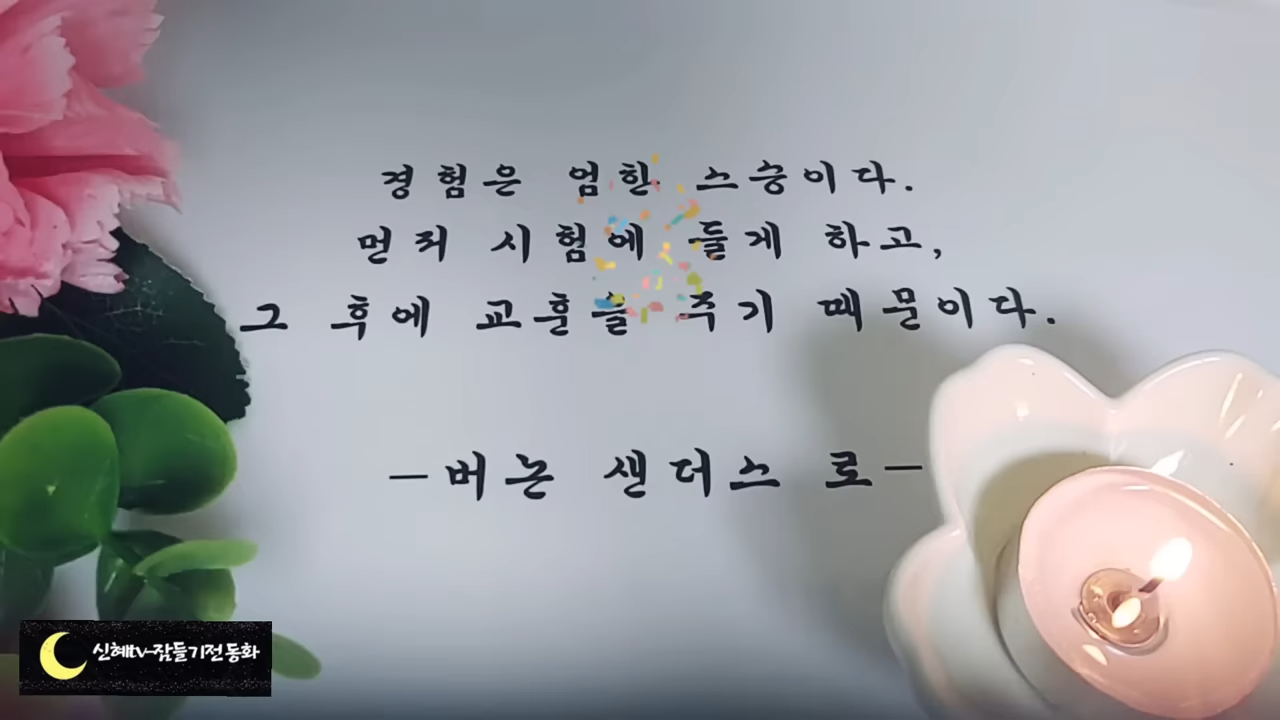 경험은 엄한 스승이다.
먼저 시험에 들게 하고,
그 후에 교훈을 주기 때문이다.
-버논 샌더스 로-
신혜tv-잠들기전동화